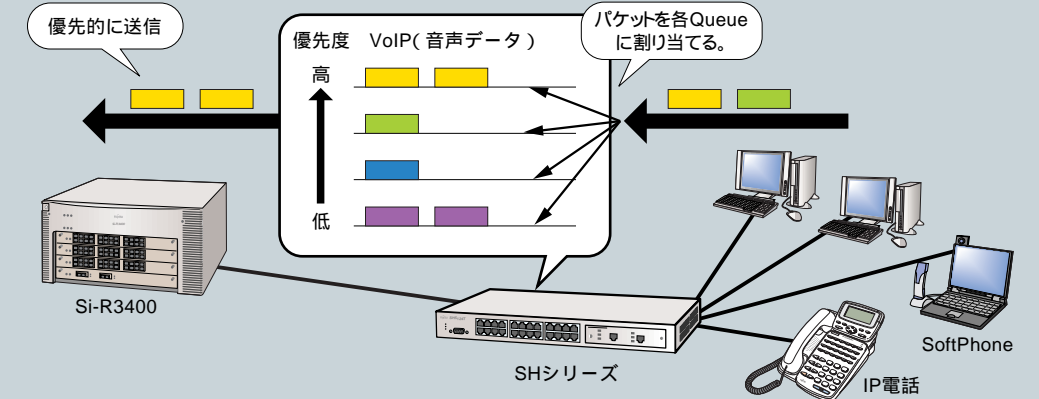 優先的に送信
優先度 VoIP(音声データ)
高
低
パケットを各Queue
に割り当てる。
Si-R3400
SHシリーズ
SoftPhone
IP電話